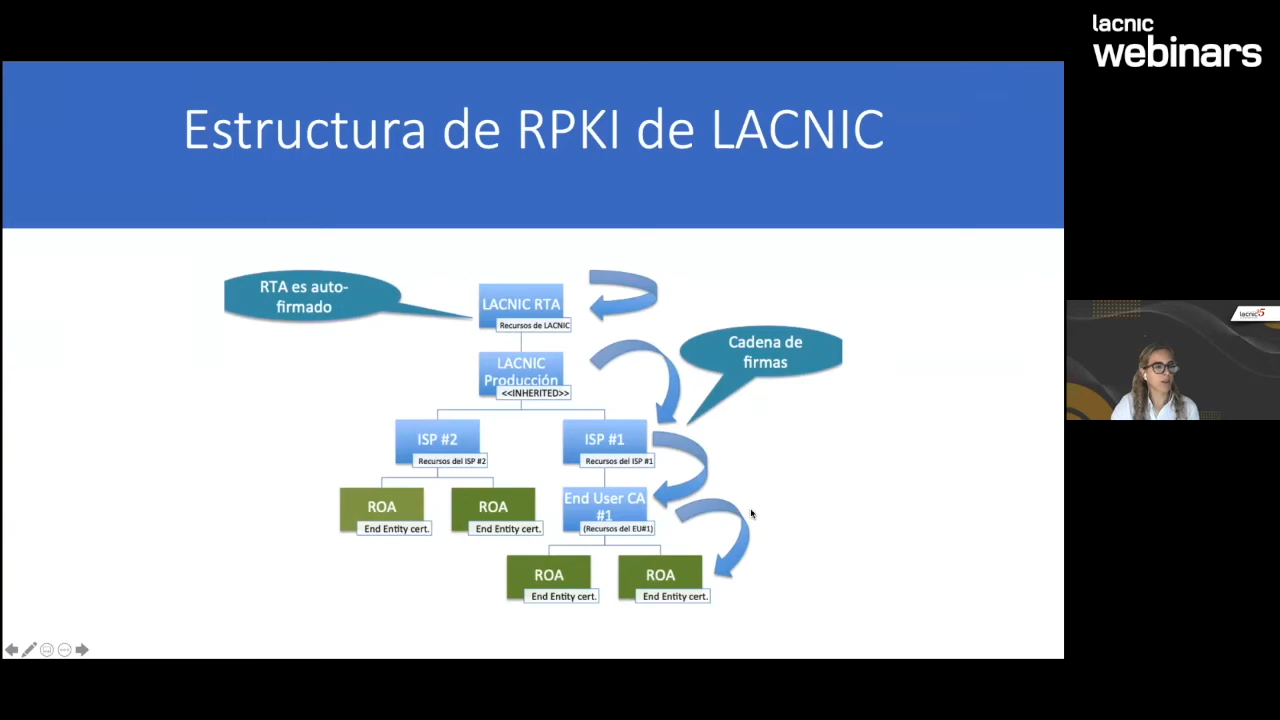 lacnic
webinars
Estructura de RPKI de LACNIC
RTA es auto-
firmado
LACNIC RTA
Recursos de LACNIC
Cadena de
firmas
LACNIC
Producción
<<INHERITED>>
ISP #2
Recursos del ISP #2
ISP #1
Recursos del ISP #1
ROA
End Entity cert.
ROA
End Entity cert.
End User CA
#1
(Recursos del EU#1)
ROA
End Entity cert.
ROA
End Entity cert.
lacnic